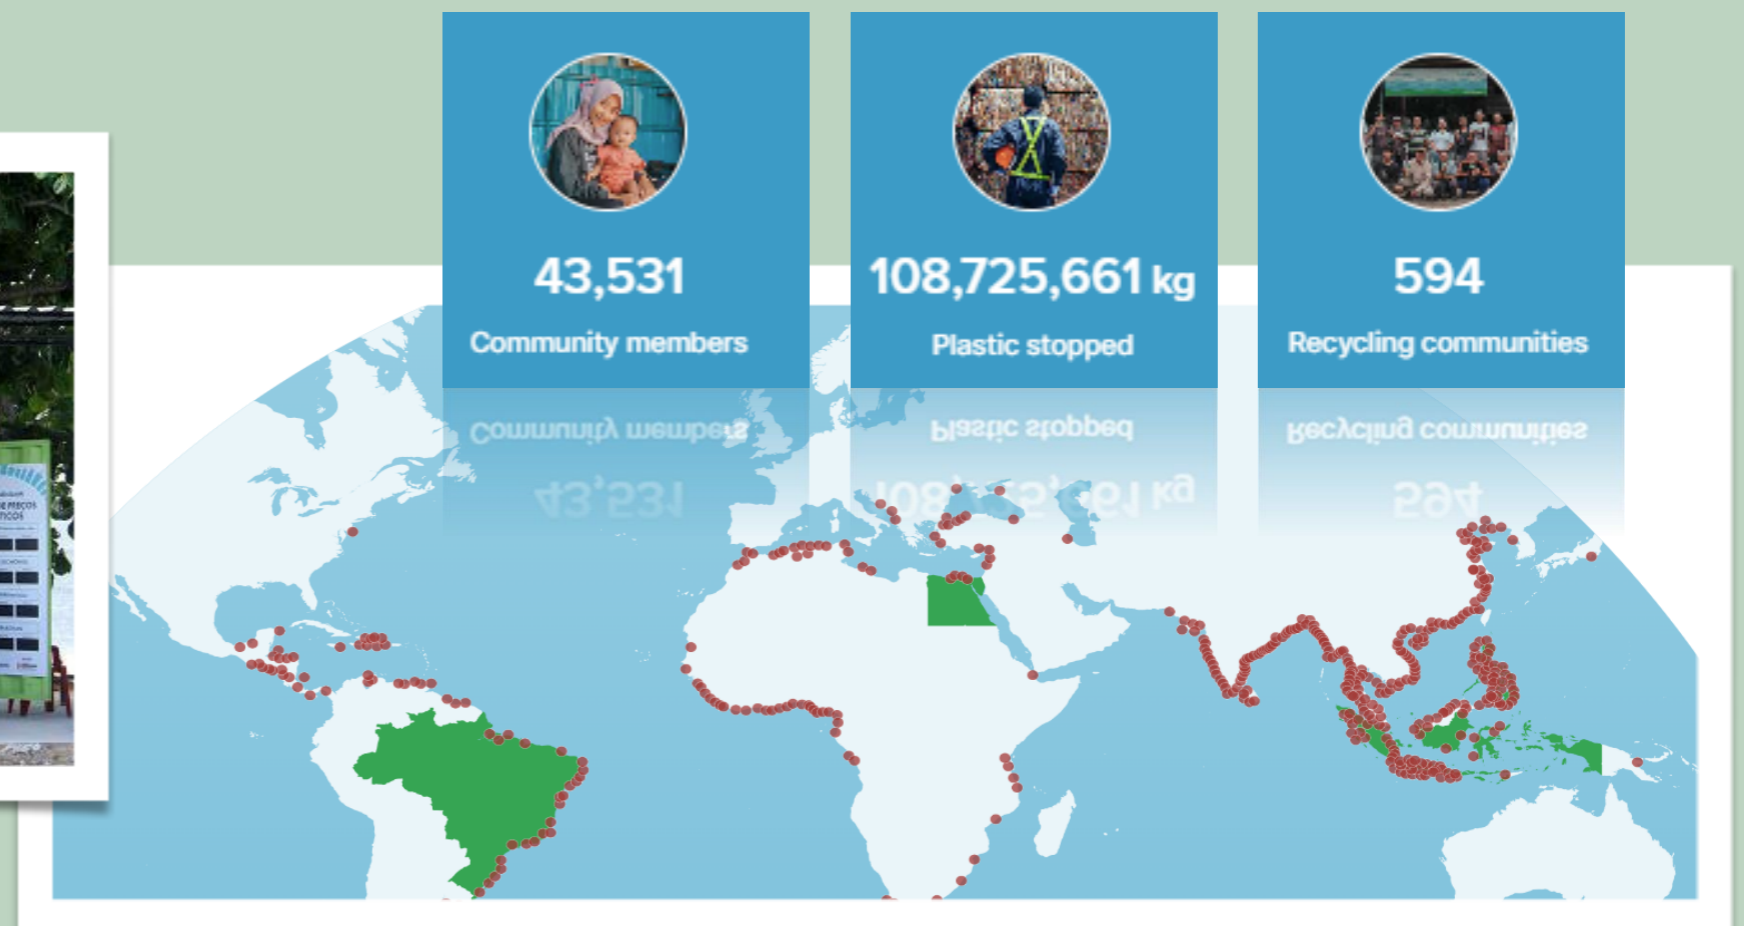 43,531
Community members
108,725,661 kg
Plastic stopped
594
Recycling communities